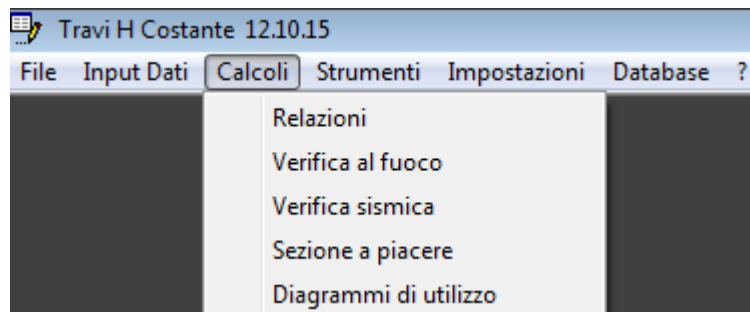 Travi H Costante 12.10.15
File Input Dati Calcoli Strumenti Impostazioni Database ?
Relazioni
Verifica al fuoco
Verifica sismica
Sezione a piacere
Diagrammi di utilizzo